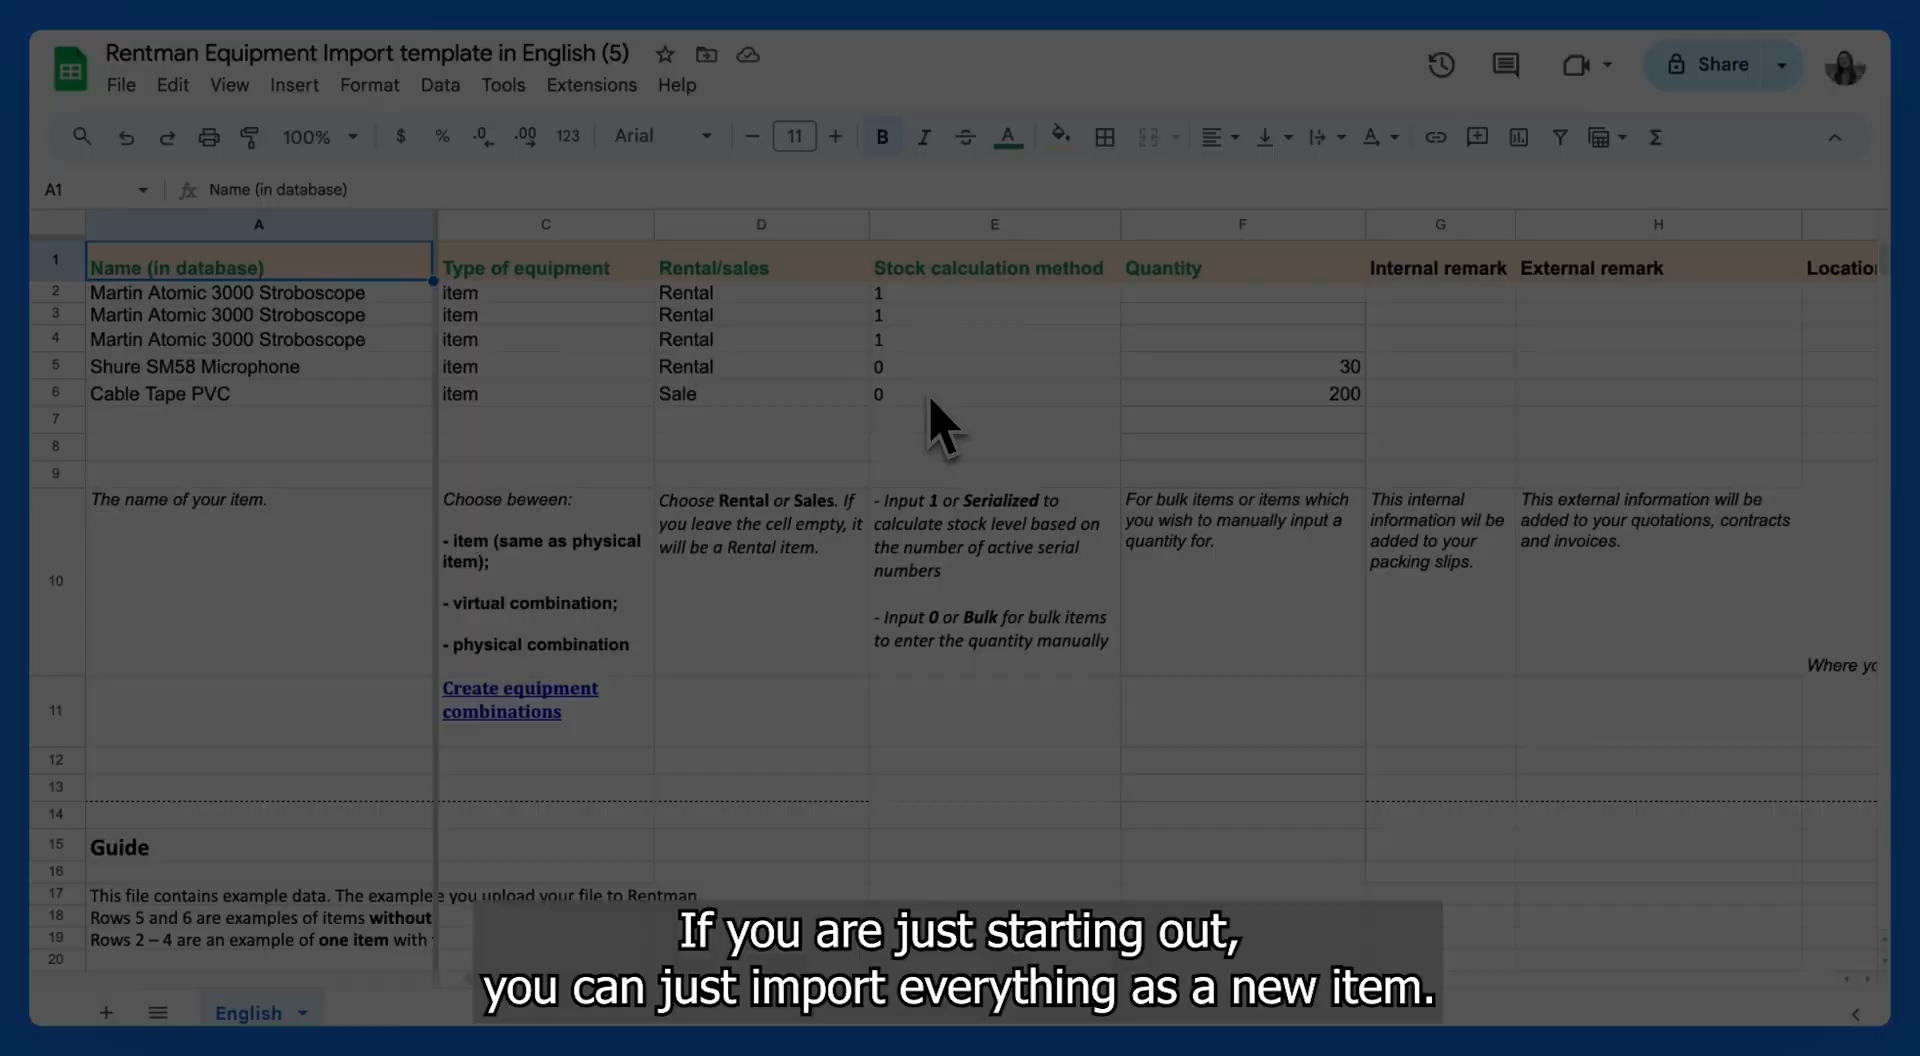 Rentman Equipment Import template in English (5)
File Edit View Insert Format Data Tools Extensions Help
Share
100% $ % .0 .00 123 Arial 11 B I A
A1 fx Name (in database)
A C D E F G H
1 Name (in database) Type of equipment Rental/sales Stock calculation method Quantity Internal remark External remark Location
2 Martin Atomic 3000 Stroboscope item Rental 1
3 Martin Atomic 3000 Stroboscope item Rental 1
4 Martin Atomic 3000 Stroboscope item Rental 1
5 Shure SM58 Microphone item Rental 0 30
6 Cable Tape PVC item Sale 0 200
7
8
9
10
The name of your item.
Choose beween:
- item (same as physical
item);
- virtual combination;
- physical combination
Choose Rental or Sales. If
you leave the cell empty, it
will be a Rental item.
- Input 1 or Serialized to
calculate stock level based on
the number of active serial
numbers
- Input 0 or Bulk for bulk items
to enter the quantity manually
For bulk items or items which
you wish to manually input a
quantity for.
This internal
information wil be
added to your
packing slips.
This external information will be
added to your quotations, contracts
and invoices.
Where yo
11
Create equipment
combinations
12
13
14
15 Guide
16
17 This file contains example data. The example you upload your file to Rentman
18 Rows 5 and 6 are examples of items without
19 Rows 2 – 4 are an example of one item with
20
English
If you are just starting out,
you can just import everything as a new item.